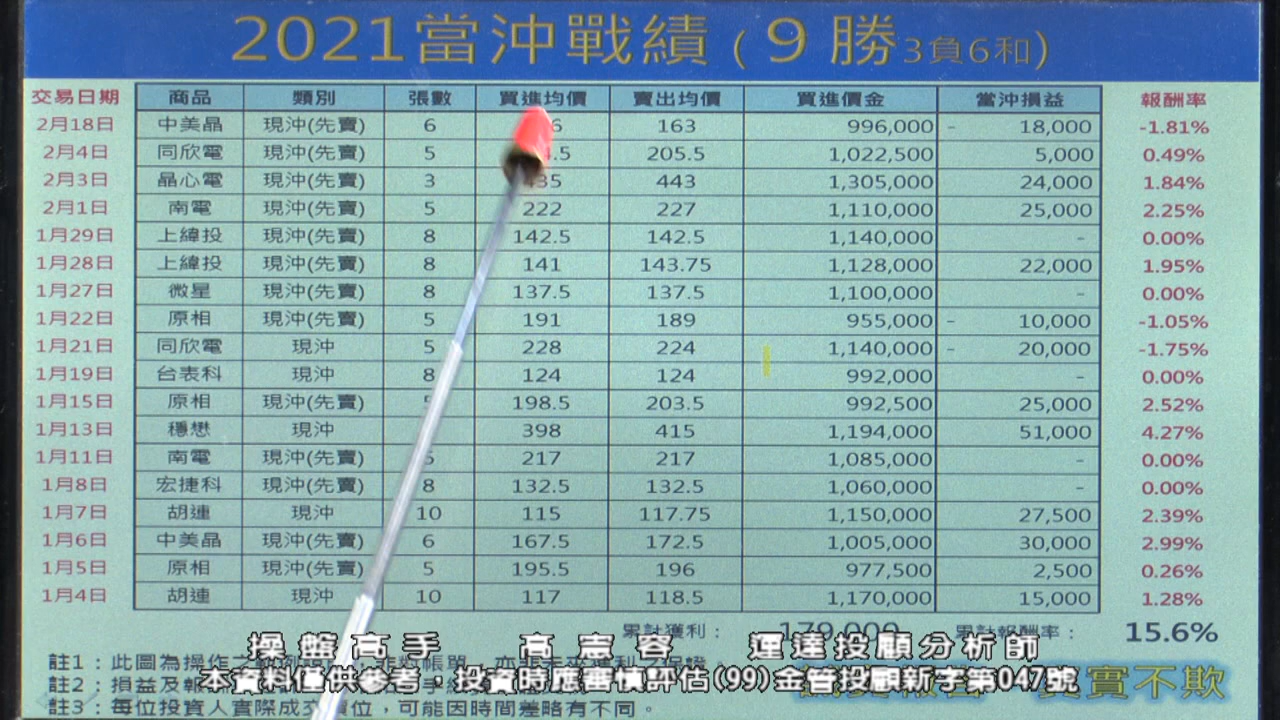 2021當沖戰績(9勝3負6和)
交易日期 商品 類別 張數 買進均價 賣出均價 買進價金 當沖損益 報酬率
2月18日 中美晶 現沖(先賣) 6 163 996,000 - 18,000 -1.81%
2月4日 同欣電 現沖(先賣) 5 205.5 1,022,500 5,000 0.49%
2月3日 晶心電 現沖(先賣) 3 435 443 1,305,000 24,000 1.84%
2月1日 南電 現沖(先賣) 5 222 227 1,110,000 25,000 2.25%
1月29日 上緯投 現沖(先賣) 8 142.5 142.5 1,140,000 - 0.00%
1月28日 上緯投 現沖(先賣) 8 141 143.75 1,128,000 22,000 1.95%
1月27日 微星 現沖(先賣) 8 137.5 137.5 1,100,000 - 0.00%
1月22日 原相 現沖(先賣) 5 191 189 955,000 - 10,000 -1.05%
1月21日 同欣電 現沖 5 228 224 1,140,000 - 20,000 -1.75%
1月19日 台表科 現沖 8 124 124 992,000 - 0.00%
1月15日 原相 現沖(先賣) 198.5 203.5 992,500 25,000 2.52%
1月13日 穩懋 現沖 398 415 1,194,000 51,000 4.27%
1月11日 南電 現沖(先賣) 5 217 217 1,085,000 - 0.00%
1月8日 宏捷科 現沖(先賣) 8 132.5 132.5 1,060,000 - 0.00%
1月7日 胡連 現沖 10 115 117.75 1,150,000 27,500 2.39%
1月6日 中美晶 現沖(先賣) 6 167.5 172.5 1,005,000 30,000 2.99%
1月5日 原相 現沖(先賣) 5 195.5 196 977,500 2,500 0.26%
1月4日 胡連 現沖 10 117 118.5 1,170,000 15,000 1.28%
累計獲利: 179,000 累計報酬率: 15.6%
操盤高手 高憲容 運達投顧分析師
註1:此圖為操作之
本資料僅供參考,投資時應審慎評估(99)金管投顧新字第047號
註2:損益及報 實不欺
註3:每位投資人實際成交價位,可能因時間差略有不同。